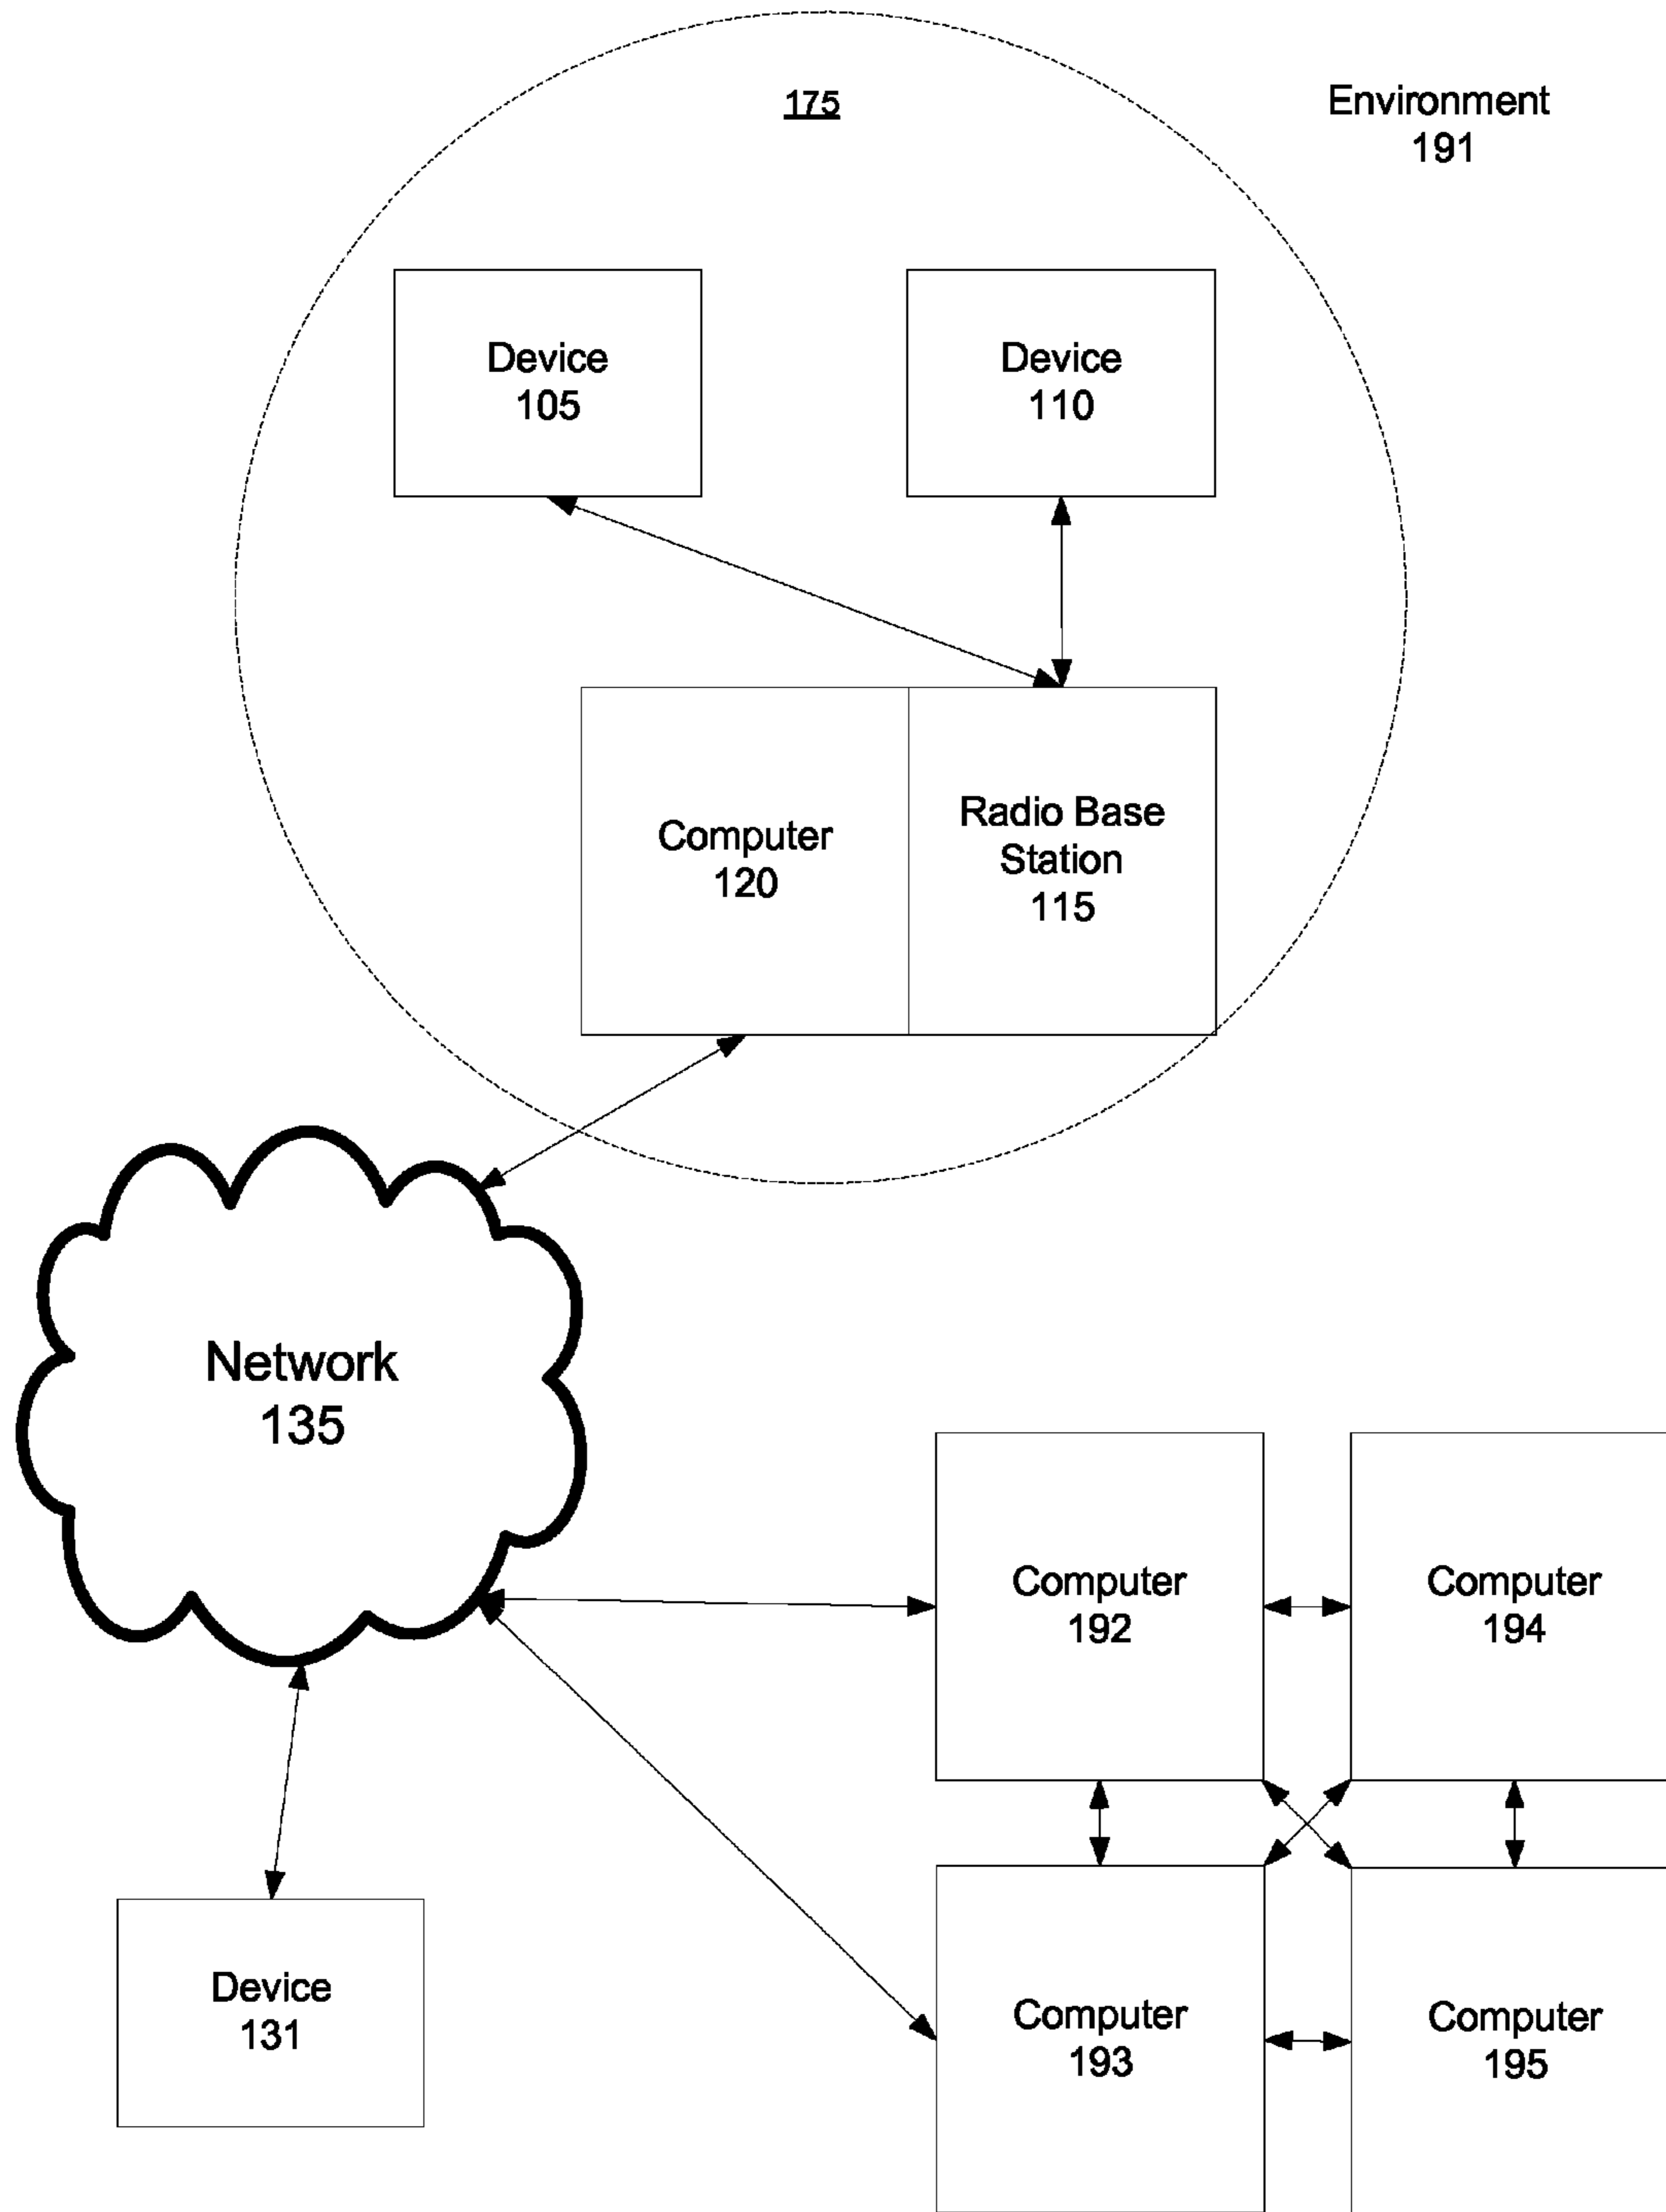 175
Environment
191
Device
105
Device
110
Computer
120
Radio Base
Station
115
Network
135
Computer
192
Computer
194
Device
131
Computer
193
Computer
195